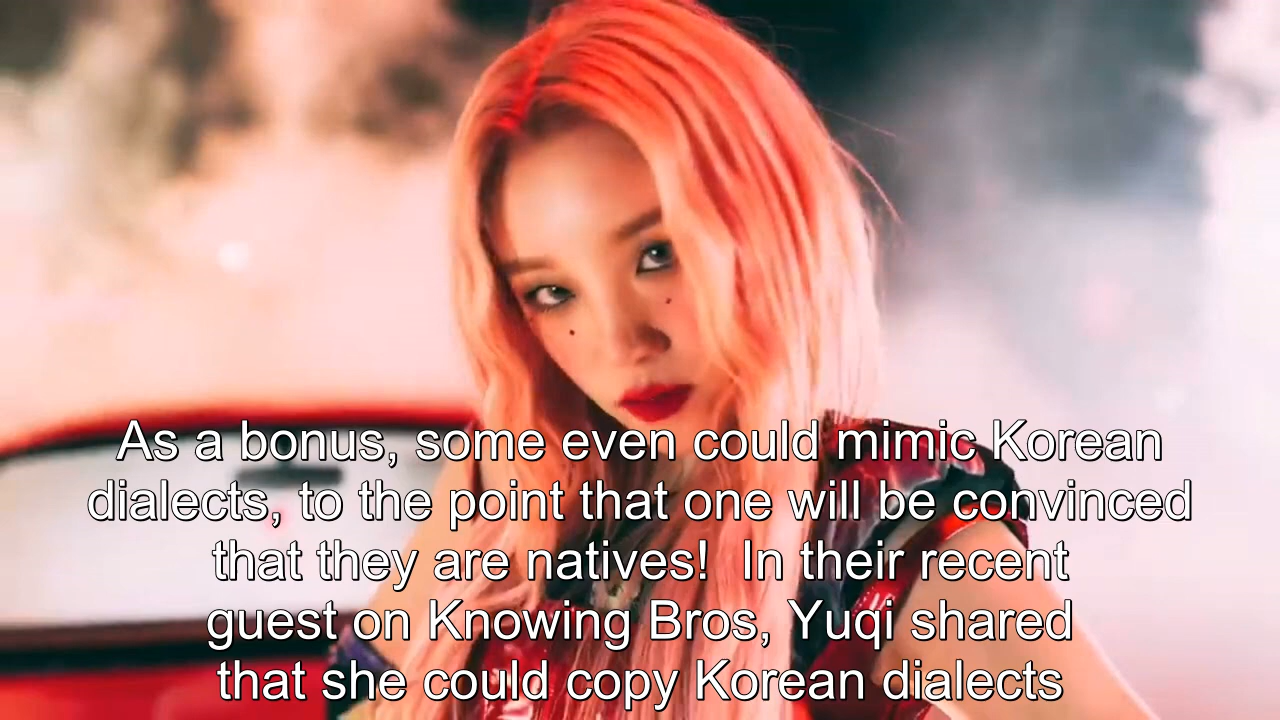 As a bonus, some even could mimic Korean
dialects, to the point that one will be convinced
that they are natives!  In their recent
guest on Knowing Bros, Yuqi shared
that she could copy Korean dialects